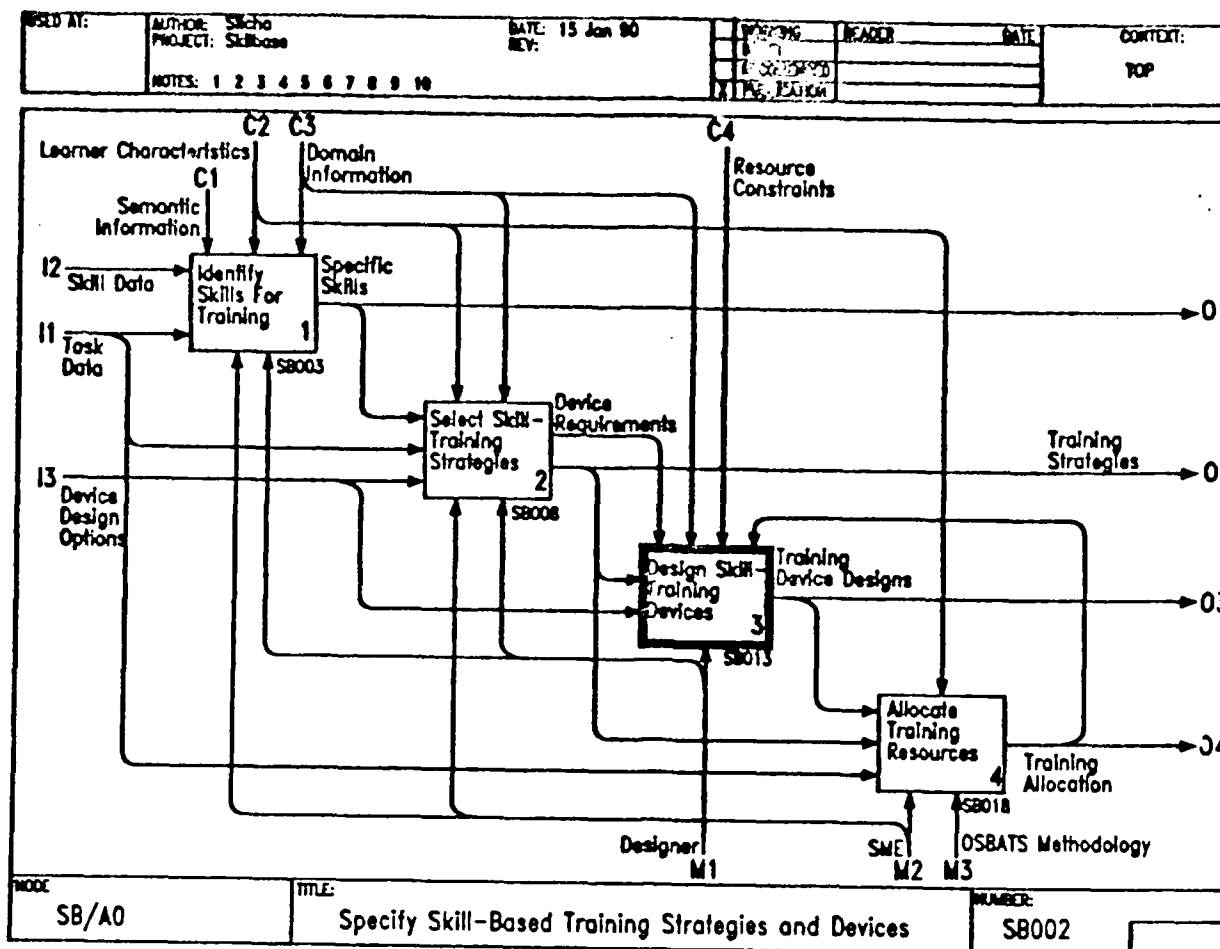 AT:
AUTHOR:
PROJECT: Skillbase
DATE: 15 Jan 90
REV:
NOTES: 1 2 3 4 5 6 7 8 9 10
READER
DATE
CONTEXT:
TOP
C2 C3
C4
Learner Characteristics
C1
Domain
Information
Resource
Constraints
Semantic
Information
I2
Skill Data
Identify
Skills For
Training
1
SB003
Specific
Skills
O
I1
Task
Data
Select Skill-
Training
Strategies
2
SB008
Device
Requirements
Training
Strategies
O
I3
Device
Design
Options
Design Skill-
Training
Devices
3
SB013
Training
Device Designs
O3
Allocate
Training
Resources
4
SB018
Training
Allocation
O4
Designer
M1
SME
M2
OSBATS Methodology
M3
NODE
SB/A0
TITLE:
Specify Skill-Based Training Strategies and Devices
NUMBER:
SB002